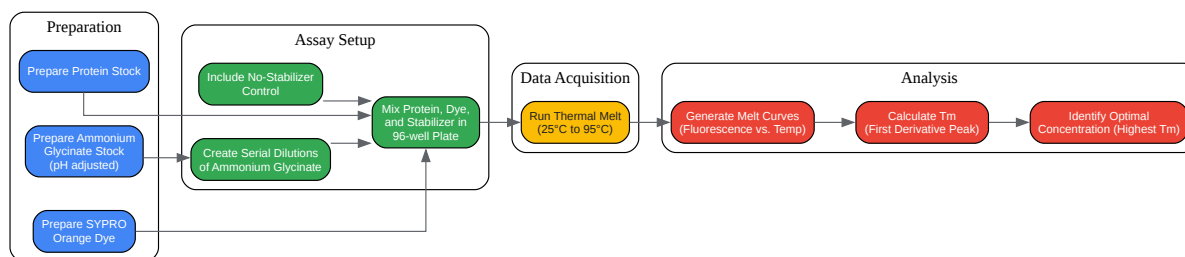 Preparation
Prepare Protein Stock
Prepare Ammonium
Glycinate Stock
(pH adjusted)
Prepare SYPRO
Orange Dye
Assay Setup
Include No-Stabilizer
Control
Create Serial Dilutions
of Ammonium Glycinate
Mix Protein, Dye,
and Stabilizer in
96-well Plate
Data Acquisition
Run Thermal Melt
(25°C to 95°C)
Analysis
Generate Melt Curves
(Fluorescence vs. Temp)
Calculate Tm
(First Derivative Peak)
Identify Optimal
Concentration (Highest Tm)